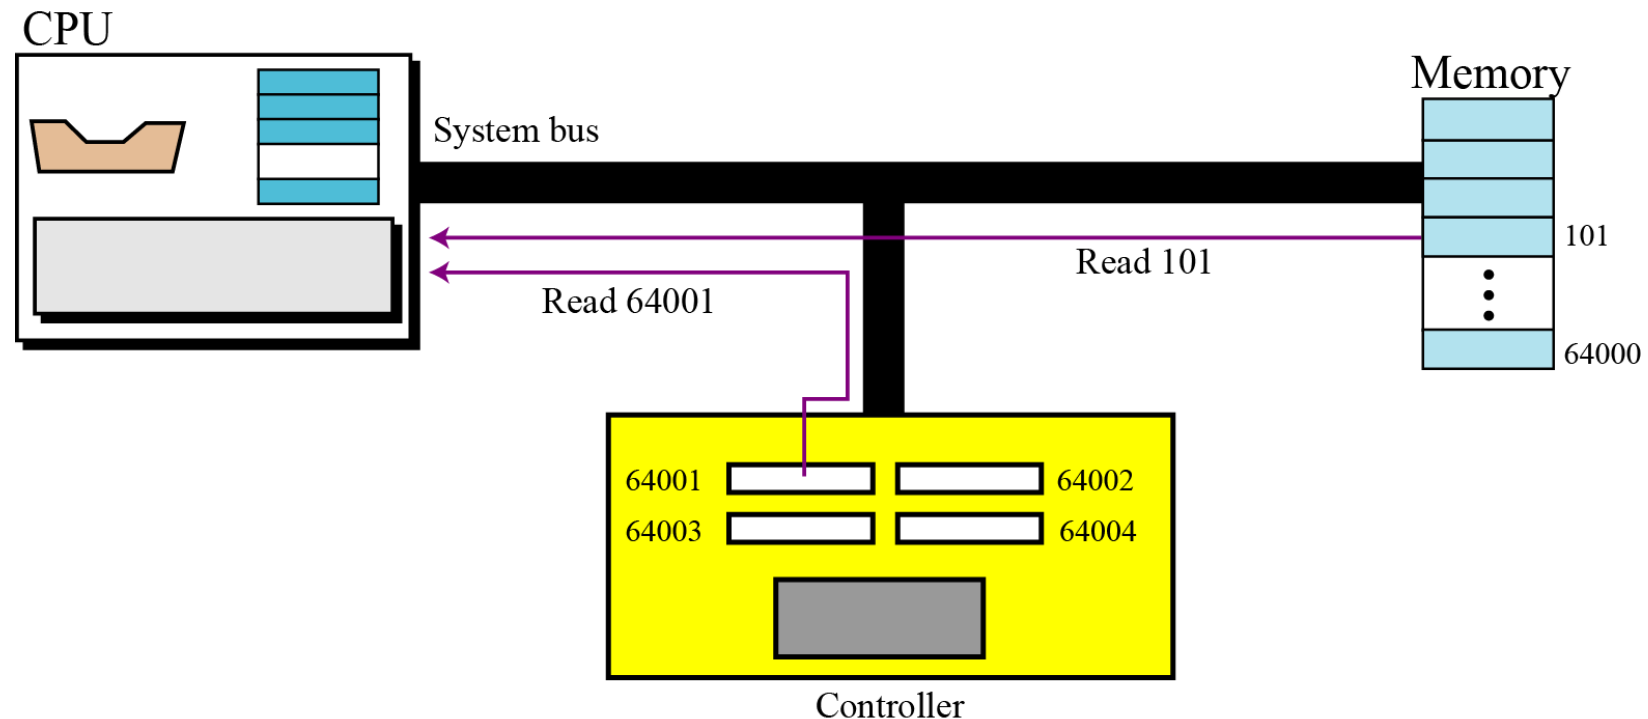 CPU
Memory
System bus
101
Read 101
Read 64001
64000
64001
64002
64003
64004
Controller